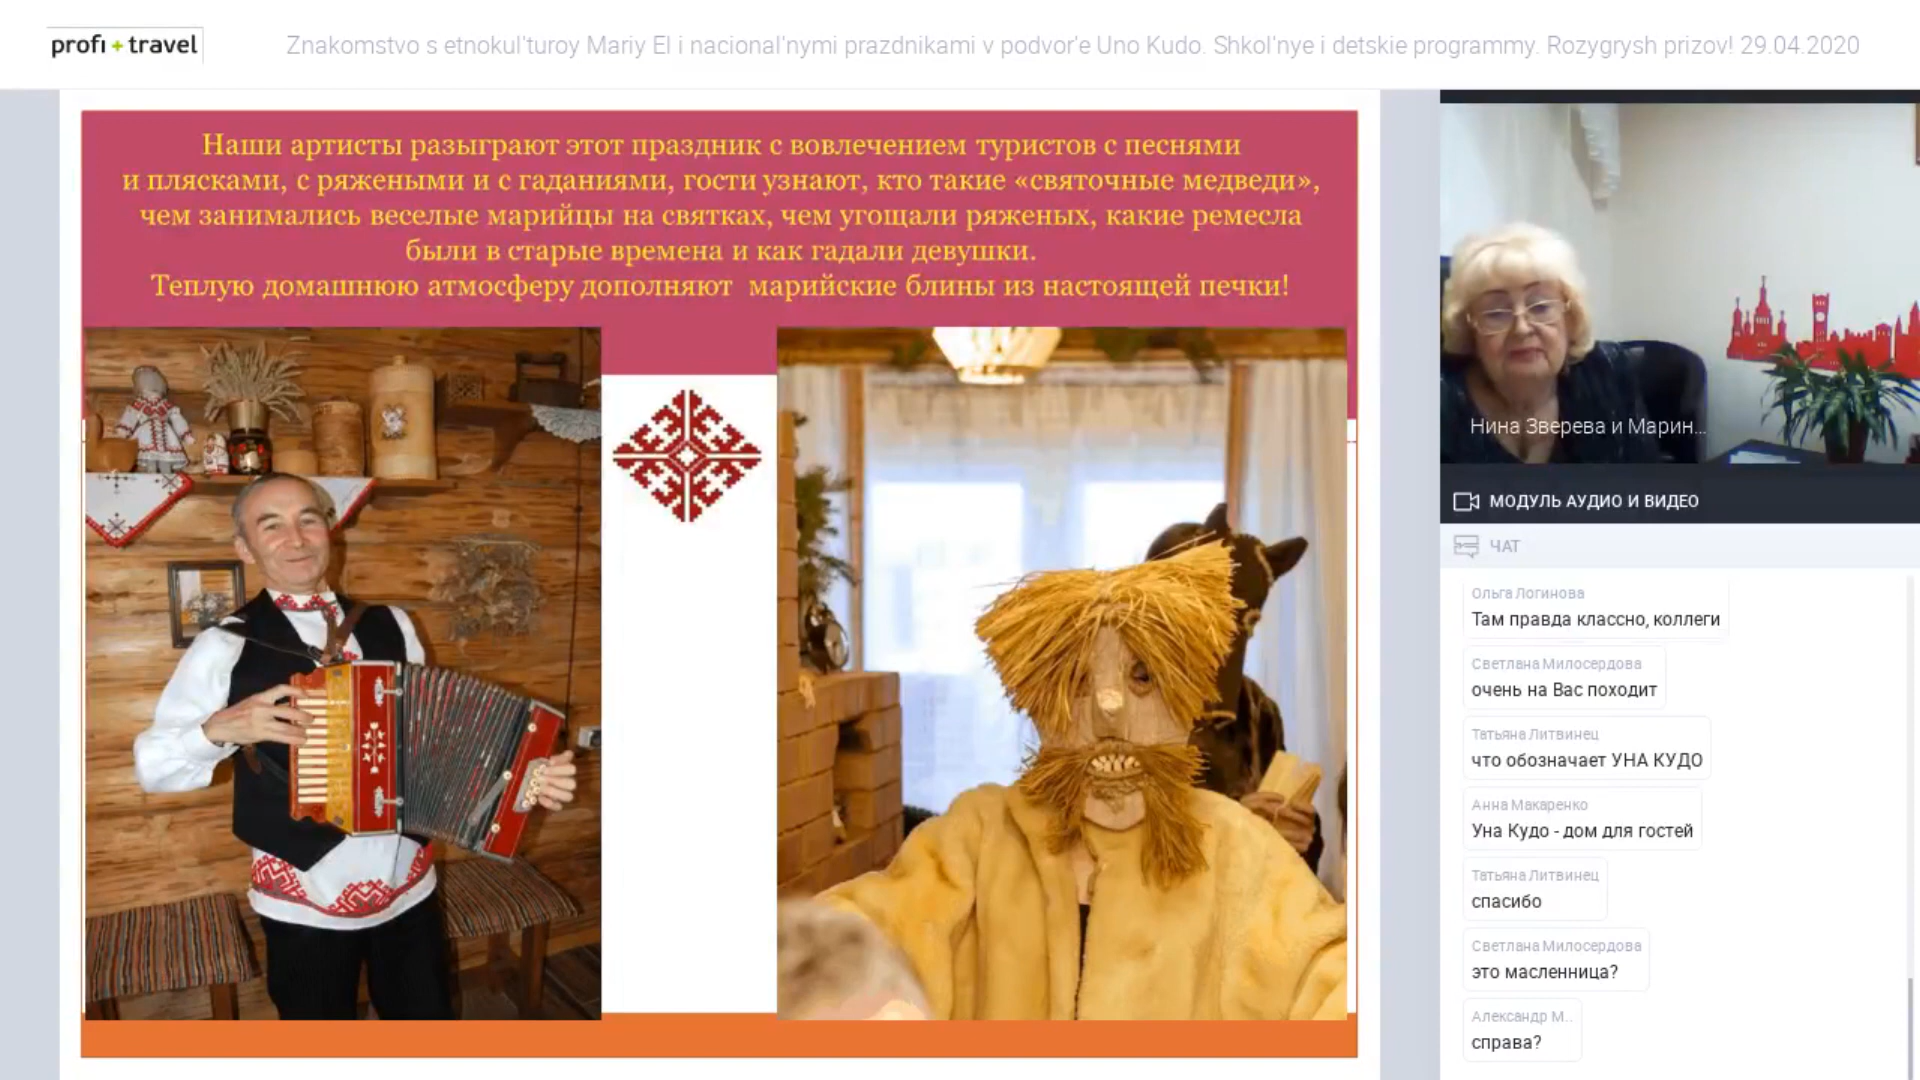 profi + travel
Znakomstvo s etnokul'turoy Mariy El i nacional'nymi prazdnikami v podvor'e Uno Kudo. Shkol'nye i detskie programmy. Rozygrysh prizov! 29.04.2020
Наши артисты разыграют этот праздник с вовлечением туристов с песнями
и плясками, с ряжеными и с гаданиями, гости узнают, кто такие «святочные медведи»,
чем занимались веселые марийцы на святках, чем угощали ряженых, какие ремесла
были в старые времена и как гадали девушки.
Теплую домашнюю атмосферу дополняют марийские блины из настоящей печки!
Нина Зверева и Марин...
МОДУЛЬ АУДИО И ВИДЕО
ЧАТ
Ольга Логинова
Там правда классно, коллеги
Светлана Милосердова
очень на Вас походит
Татьяна Литвинец
что обозначает УНА КУДО
Анна Макаренко
Уна Кудо - дом для гостей
Татьяна Литвинец
спасибо
Светлана Милосердова
это масленница?
Александр М..
справа?